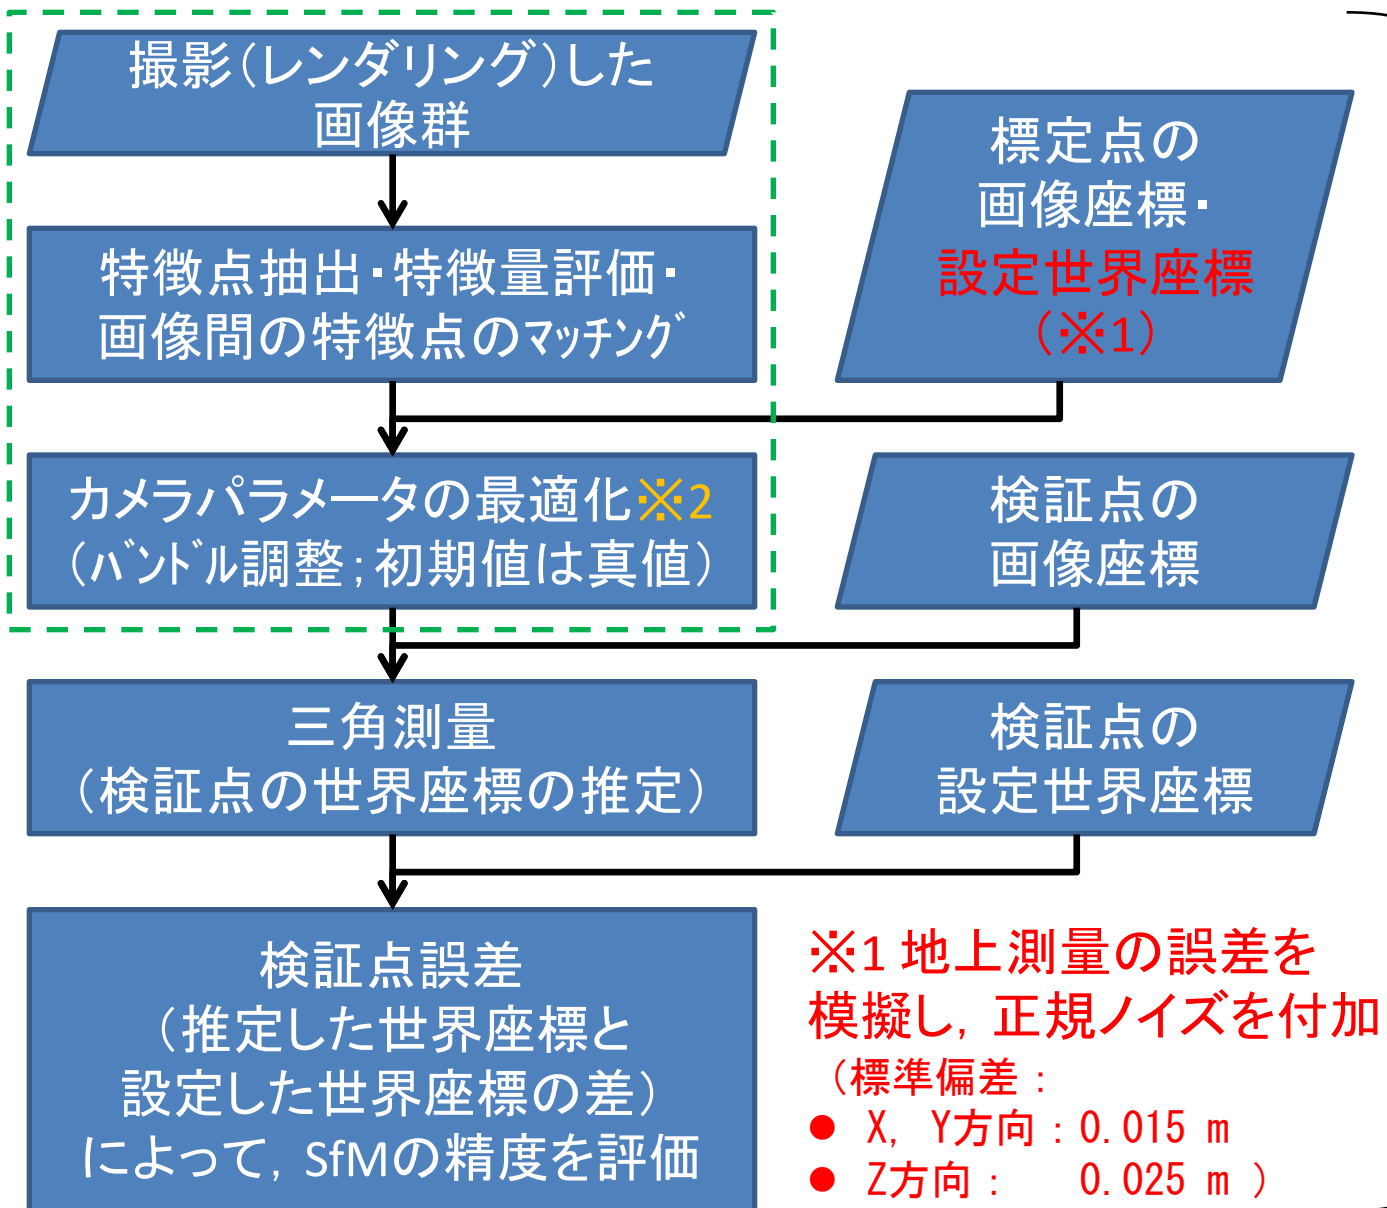 撮影（レンダリング）した
画像群
特徴点抽出・特徴量評価・
画像間の特徴点のﾏｯﾁﾝｸﾞ
標定点の
画像座標・
設定世界座標
（※1）
カメラパラメータの最適化※2
（ﾊﾞﾝﾄﾞﾙ調整；初期値は真値）
検証点の
画像座標
三角測量
（検証点の世界座標の推定）
検証点の
設定世界座標
検証点誤差
（推定した世界座標と
設定した世界座標の差）
によって，SfMの精度を評価
※1 地上測量の誤差を
模擬し，正規ノイズを付加
（標準偏差：
● X，Y方向：0.015 m
● Z方向：　0.025 m ）